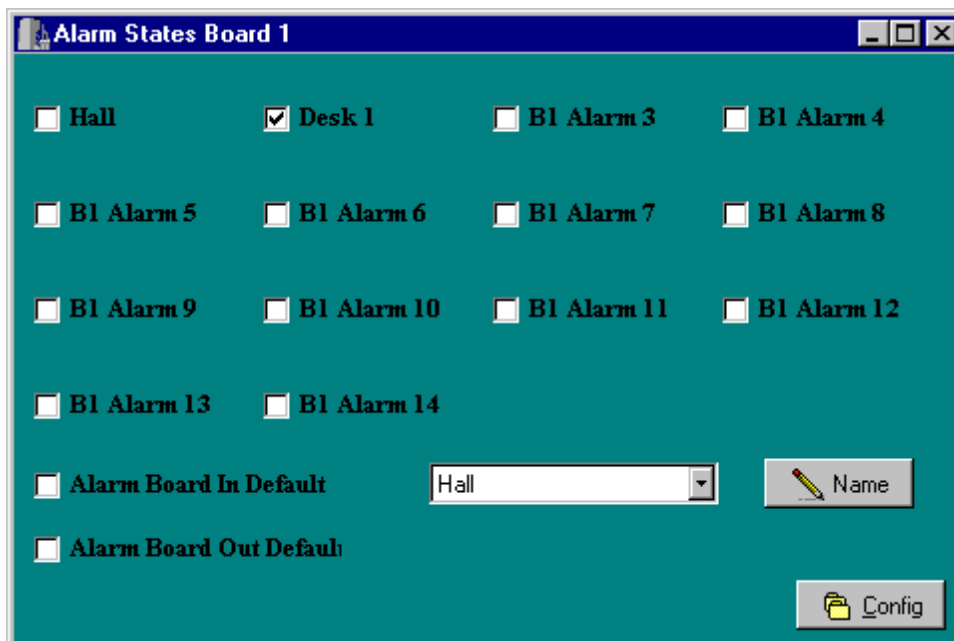 Alarm States Board 1
Hall Desk 1 B1 Alarm 3 B1 Alarm 4
B1 Alarm 5 B1 Alarm 6 B1 Alarm 7 B1 Alarm 8
B1 Alarm 9 B1 Alarm 10 B1 Alarm 11 B1 Alarm 12
B1 Alarm 13 B1 Alarm 14
Alarm Board In Default Hall Name
Alarm Board Out Defaul
Config